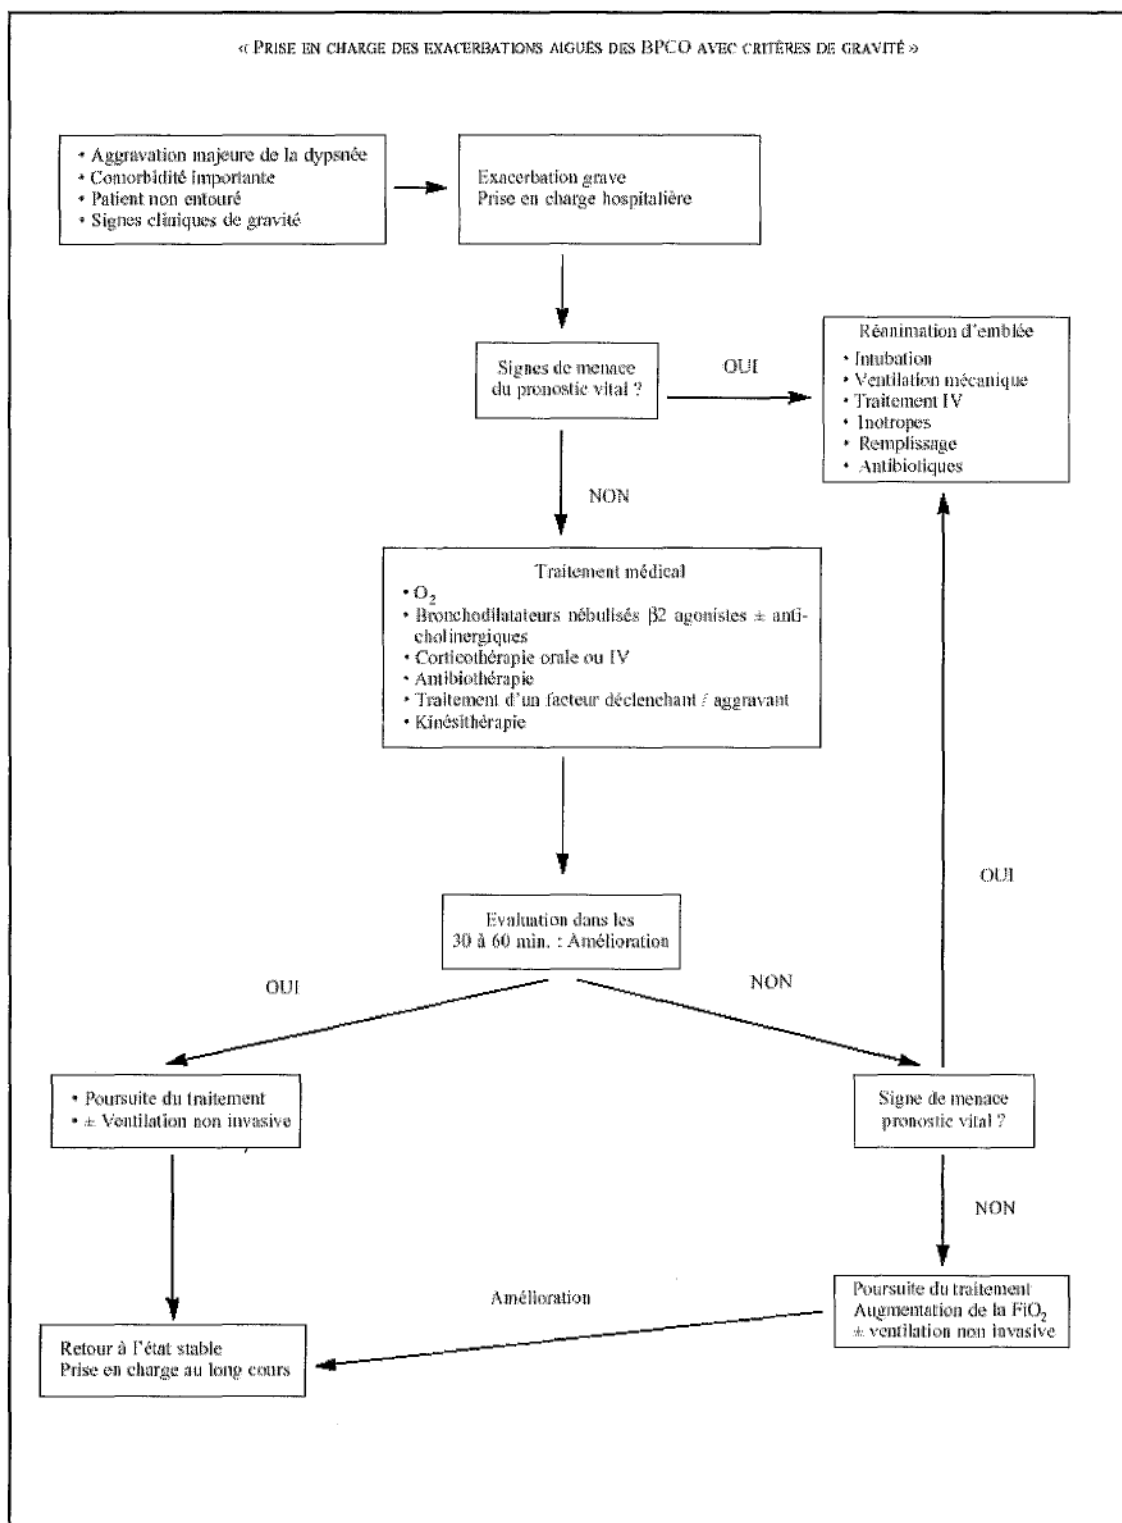 « PRISE EN CHARGE DES EXACERBATIONS AIGUËS DES BPCO AVEC CRITÈRES DE GRAVITÉ »
• Aggravation majeure de la dypsnée
• Comorbidité importante
• Patient non entouré
• Signes cliniques de gravité
Exacerbation grave
Prise en charge hospitalière
Signes de menace
du pronostic vital ?
OUI
Réanimation d'emblée
• Intubation
• Ventilation mécanique
• Traitement IV
• Inotropes
• Remplissage
• Antibiotiques
NON
Traitement médical
• O2
• Bronchodilatateurs nébulisés β2 agonistes ± anti-
cholinergiques
• Corticothérapie orale ou IV
• Antibiothérapie
• Traitement d'un facteur déclenchant / aggravant
• Kinésithérapie
OUI
Evaluation dans les
30 à 60 min. : Amélioration
OUI
NON
• Poursuite du traitement
• ± Ventilation non invasive
Signe de menace
pronostic vital ?
NON
Poursuite du traitement
Augmentation de la FiO2
± ventilation non invasive
Amélioration
Retour à l'état stable
Prise en charge au long cours